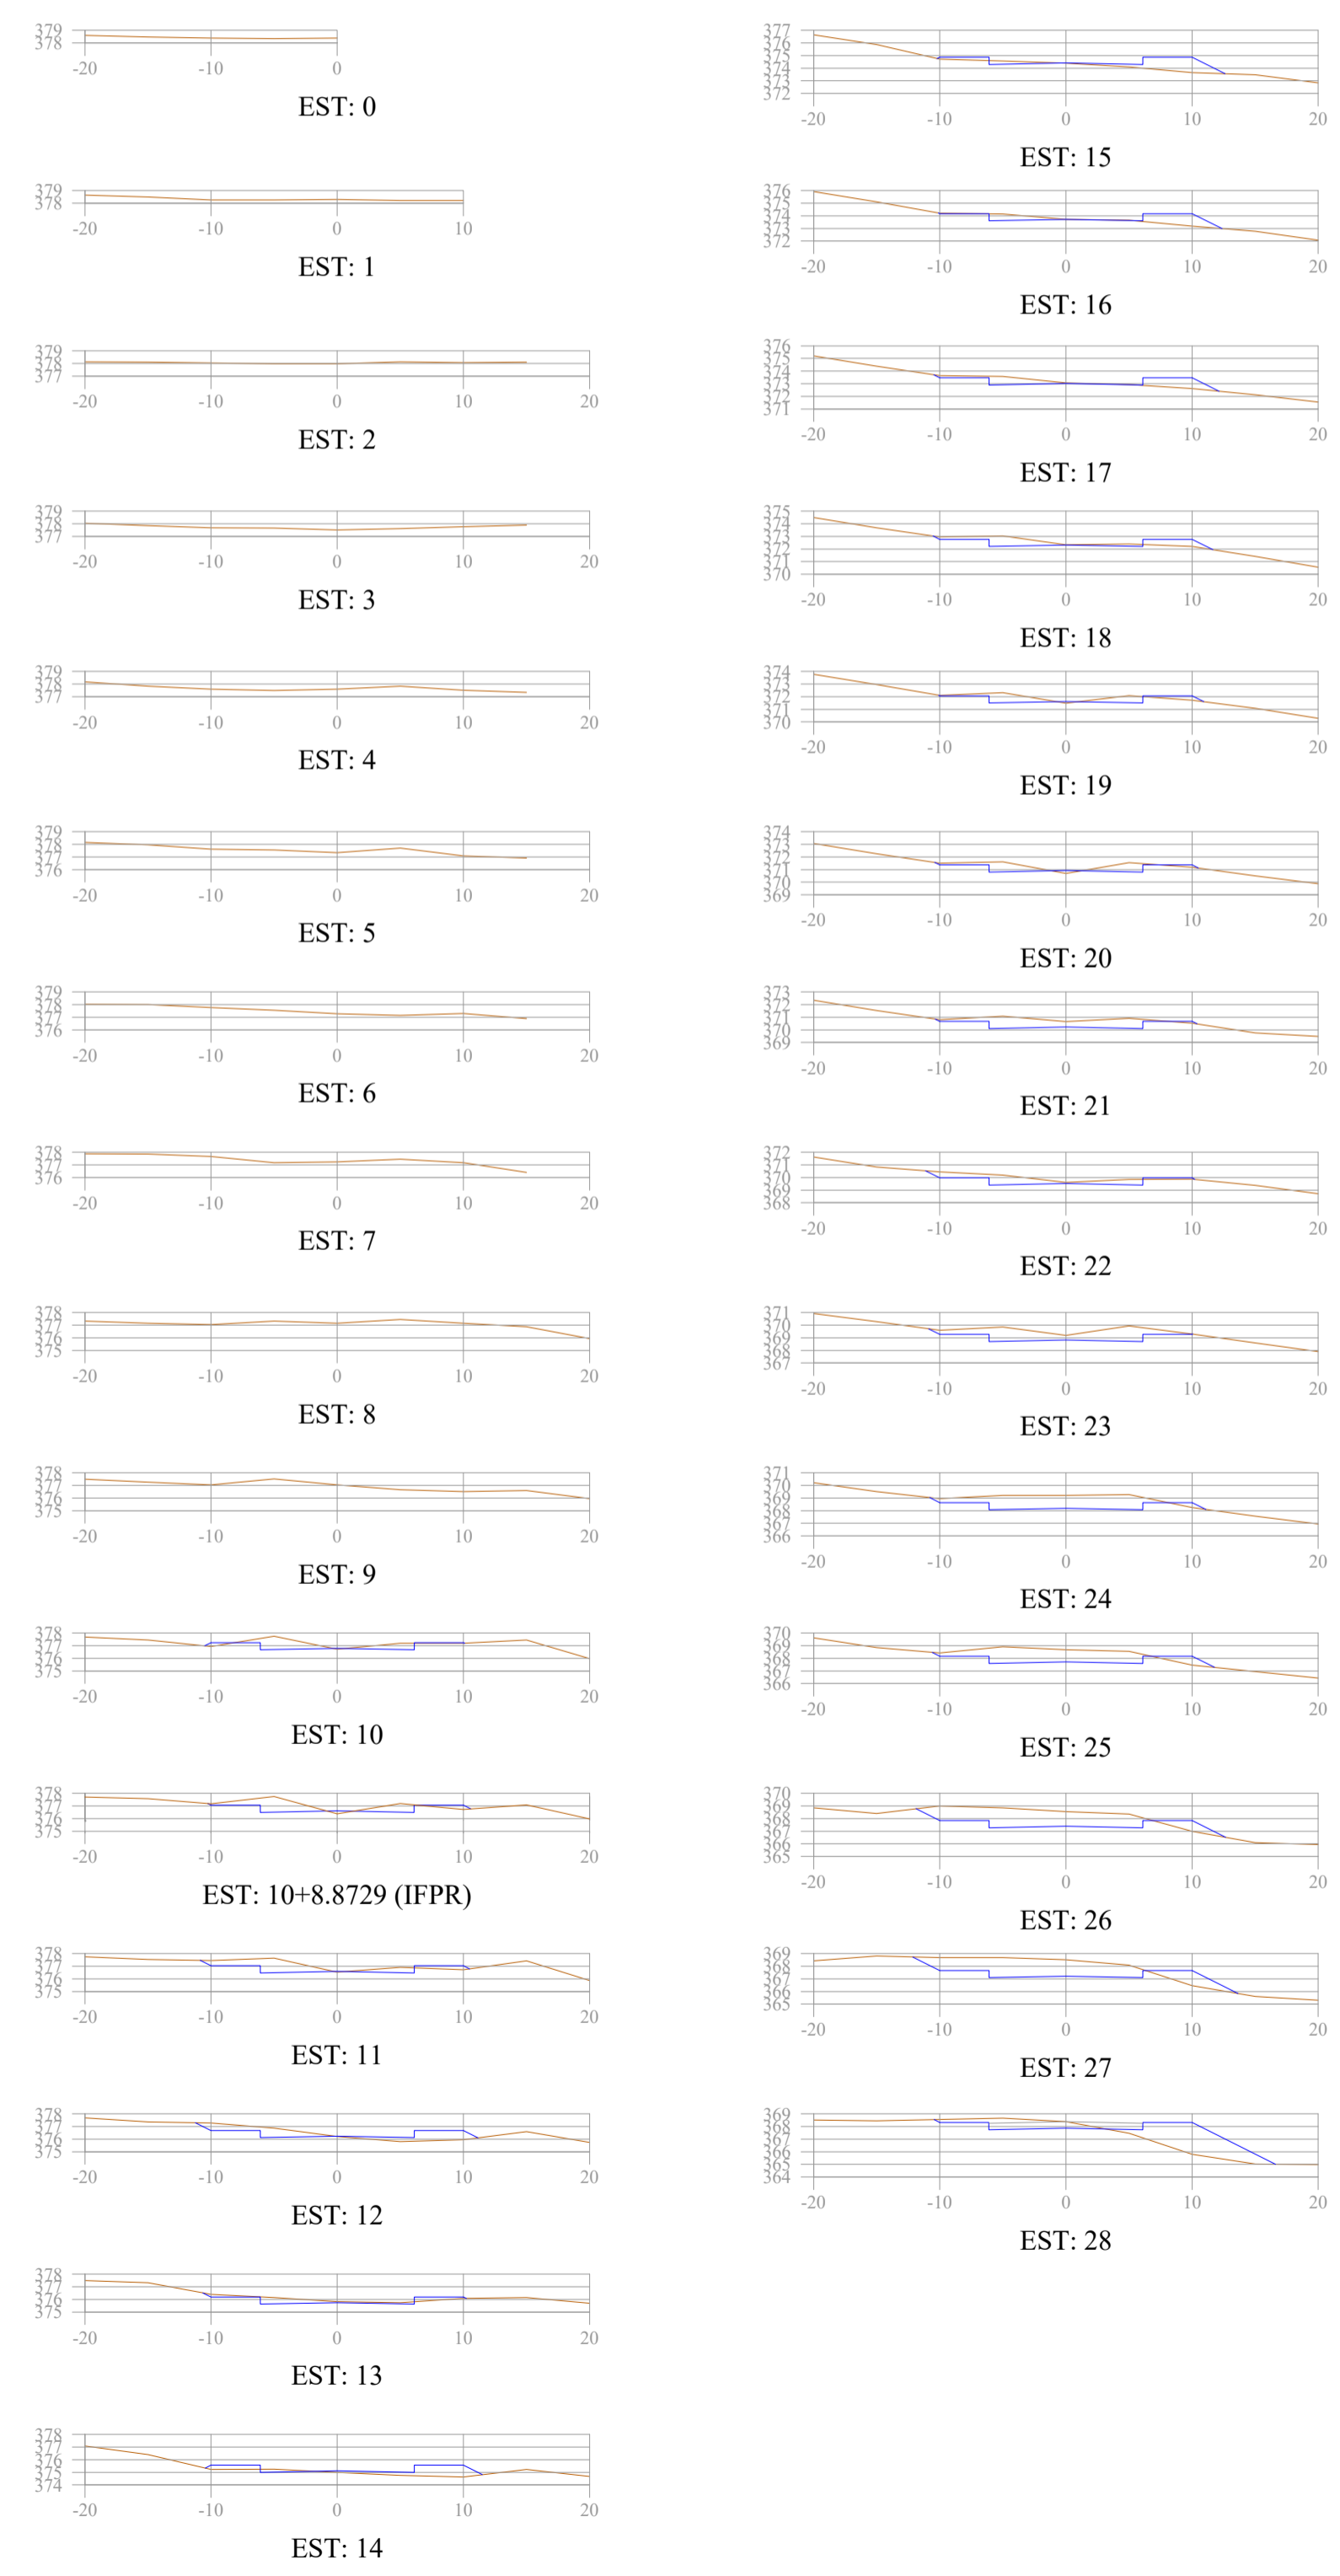 379
378
-20 -10 0
EST: 0
379
378
-20 -10 0 10
EST: 1
379
378
377
-20 -10 0 10 20
EST: 2
379
378
377
-20 -10 0 10 20
EST: 3
379
378
377
-20 -10 0 10 20
EST: 4
379
378
377
376
-20 -10 0 10 20
EST: 5
379
378
377
376
-20 -10 0 10 20
EST: 6
378
377
376
-20 -10 0 10 20
EST: 7
378
377
376
375
-20 -10 0 10 20
EST: 8
378
377
376
375
-20 -10 0 10 20
EST: 9
378
377
376
375
-20 -10 0 10 20
EST: 10
378
377
376
375
-20 -10 0 10 20
EST: 10+8.8729 (IFPR)
378
377
376
375
-20 -10 0 10 20
EST: 11
378
377
376
375
-20 -10 0 10 20
EST: 12
378
377
376
375
-20 -10 0 10 20
EST: 13
378
377
376
375
374
-20 -10 0 10 20
EST: 14
377
376
375
374
373
372
-20 -10 0 10 20
EST: 15
376
375
374
373
372
-20 -10 0 10 20
EST: 16
376
375
374
373
372
371
-20 -10 0 10 20
EST: 17
375
374
373
372
371
370
-20 -10 0 10 20
EST: 18
374
373
372
371
370
-20 -10 0 10 20
EST: 19
374
373
372
371
370
369
-20 -10 0 10 20
EST: 20
373
372
371
370
369
-20 -10 0 10 20
EST: 21
372
371
370
369
368
-20 -10 0 10 20
EST: 22
371
370
369
368
367
-20 -10 0 10 20
EST: 23
371
370
369
368
367
366
-20 -10 0 10 20
EST: 24
370
369
368
367
366
-20 -10 0 10 20
EST: 25
370
369
368
367
366
365
-20 -10 0 10 20
EST: 26
369
368
367
366
365
-20 -10 0 10 20
EST: 27
369
368
367
366
365
364
-20 -10 0 10 20
EST: 28